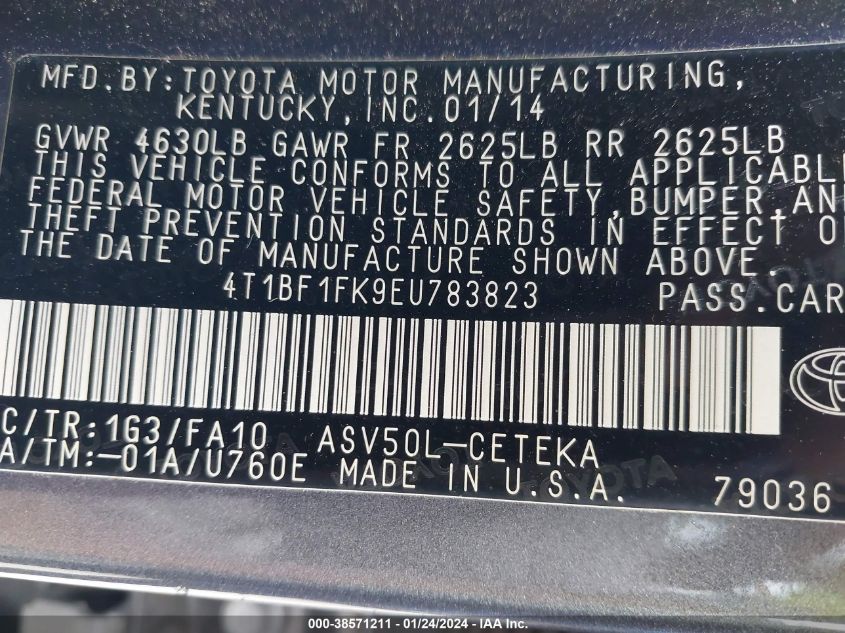 MFD.BY:TOYOTA MOTOR MANUFACTURING,
KENTUCKY,INC.01/14
GVWR 4630LB GAWR FR 2625LB RR 2625LB
THIS VEHICLE CONFORMS TO ALL APPLICABL
FEDERAL MOTOR VEHICLE SAFETY,BUMPER,AN
THEFT PREVENTION STANDARDS IN EFFECT O
THE DATE OF MANUFACTURE SHOWN ABOVE.
4T1BF1FK9EU783823 PASS.CAR
C/TR:1G3/FA10 ASV50L-CETEKA
A/TM:-01A/U760E MADE IN U.S.A. 79036
000-38571211 - 01/24/2024 - IAA Inc.